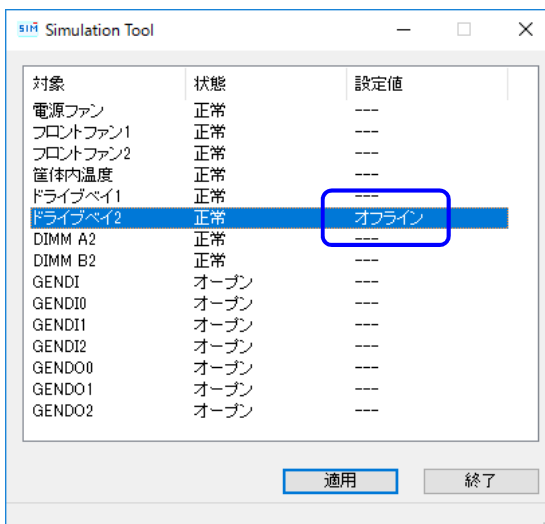 SIM Simulation Tool
対象 状態 設定値
電源ファン 正常 ---
フロントファン1 正常 ---
フロントファン2 正常 ---
筐体内温度 正常 ---
ドライブベイ1 正常 ---
ドライブベイ2 正常 オフライン
DIMM A2 正常 ---
DIMM B2 正常 ---
GENDI オープン ---
GENDI0 オープン ---
GENDI1 オープン ---
GENDI2 オープン ---
GENDO0 オープン ---
GENDO1 オープン ---
GENDO2 オープン ---
適用 終了